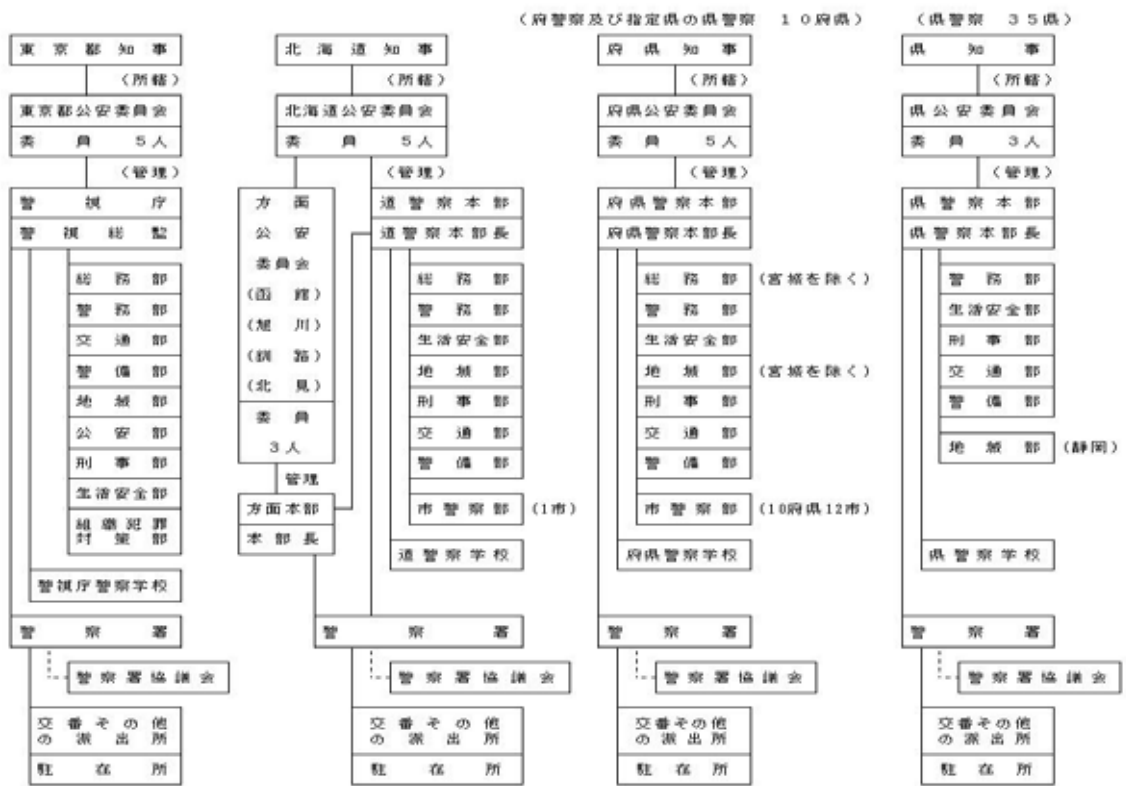 (府警察及び指定県の県警察 10府県)
(県警察 35県)
東京都知事
(所轄)
東京都公安委員会
委員 5人
(管理)
警視庁
警視総監
総務部
警務部
交通部
警備部
地域部
公安部
刑事部
生活安全部
組織犯罪
対策部
警視庁警察学校
警察署
警察署協議会
交番その他
の派出所
駐在所
北海道知事
(所轄)
北海道公安委員会
委員 5人
(管理)
方面
公安
委員会
(函館)
(旭川)
(釧路)
(北見)
委員
3人
管理
方面本部
本部長
道警察本部
道警察本部長
総務部
警務部
生活安全部
地域部
刑事部
交通部
警備部
市警察部 (1市)
道警察学校
警察署
警察署協議会
交番その他
の派出所
駐在所
府県知事
(所轄)
府県公安委員会
委員 5人
(管理)
府県警察本部
府県警察本部長
総務部 (宮城を除く)
警務部
生活安全部
地域部 (宮城を除く)
刑事部
交通部
警備部
市警察部 (10府県12市)
府県警察学校
警察署
警察署協議会
交番その他
の派出所
駐在所
県知事
(所轄)
県公安委員会
委員 3人
(管理)
県警察本部
県警察本部長
警務部
生活安全部
刑事部
交通部
警備部
地域部 (静岡)
県警察学校
警察署
警察署協議会
交番その他
の派出所
駐在所